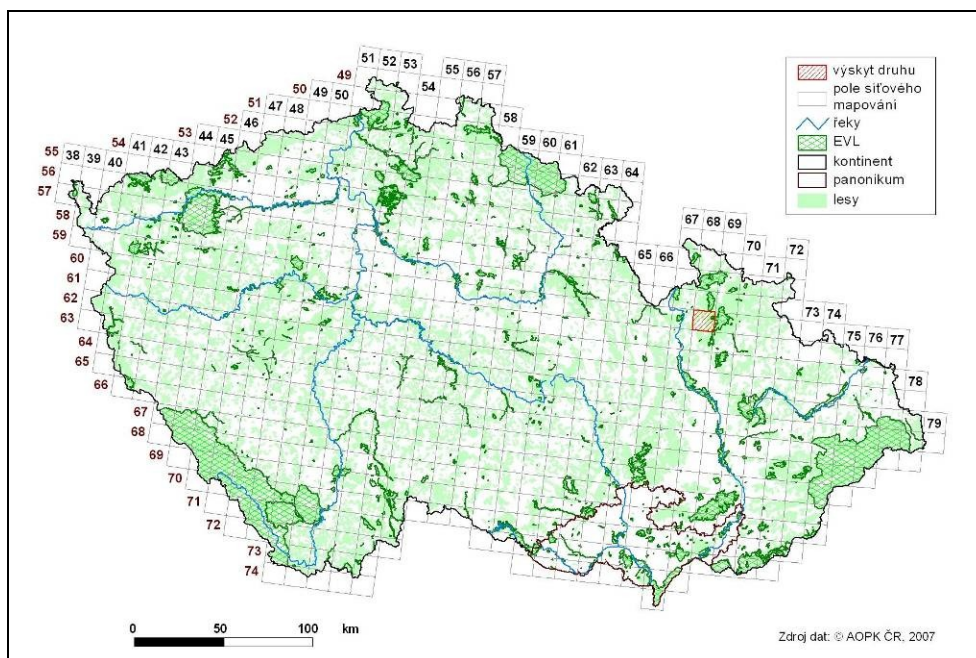 51 52 53
55 56 57
49
54
50 49 50
51 47 48
58
52 46
53 44 45
59 60 61
54 41 42 43
62 63 64
55 38 39 40
56
57
58
59
60
61
62
63
64
65
66
67
68
69
70
71
72
73
74
65 66
67 68 69
70
71
72
73 74
75 76 77
78
79
výskyt druhu
pole síťového
mapování
řeky
EVL
kontinent
panonikum
lesy
0 50 100 km
Zdroj dat: © AOPK ČR, 2007